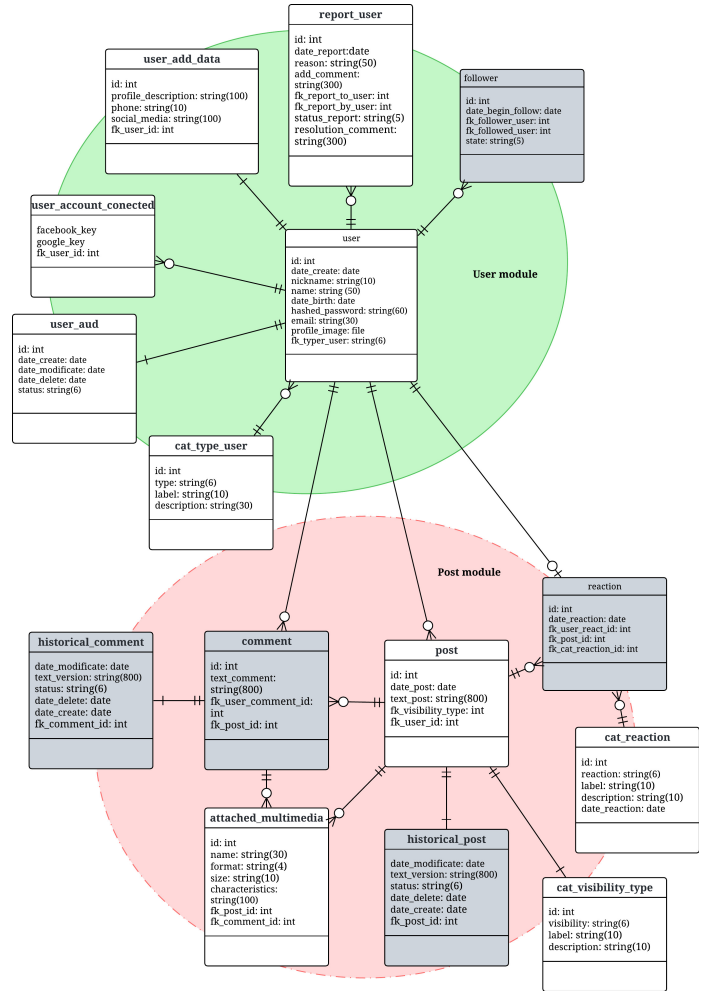 report_user
id: int
date_report:date
reason: string(50)
add_comment:
string(300)
fk_report_to_user: int
fk_report_by_user: int
status_report: string(5)
resolution_comment:
string(300)
user_add_data
id: int
profile_description: string(100)
phone: string(10)
social_media: string(100)
fk_user_id: int
follower
id: int
date_begin_follow: date
fk_follower_user: int
fk_followed_user: int
state: string(5)
user_account_conected
facebook_key
google_key
fk_user_id: int
user
id: int
date_create: date
nickname: string(10)
name: string (50)
date_birth: date
hashed_password: string(60)
email: string(30)
profile_image: file
fk_typer_user: string(6)
User module
user_aud
id: int
date_create: date
date_modificate: date
date_delete: date
status: string(6)
cat_type_user
id: int
type: string(6)
label: string(10)
description: string(30)
Post module
reaction
id: int
date_reaction: date
fk_user_react_id: int
fk_post_id: int
fk_cat_reaction_id: int
historical_comment
date_modificate: date
text_version: string(800)
status: string(6)
date_delete: date
date_create: date
fk_comment_id: int
comment
id: int
text_comment:
string(800)
fk_user_comment_id:
int
fk_post_id: int
post
id: int
date_post: date
text_post: string(800)
fk_visibility_type: int
fk_user_id: int
cat_reaction
id: int
reaction: string(6)
label: string(10)
description: string(10)
date_reaction: date
attached_multimedia
id: int
name: string(30)
format: string(4)
size: string(10)
characteristics:
string(100)
fk_post_id: int
fk_comment_id: int
historical_post
date_modificate: date
text_version: string(800)
status: string(6)
date_delete: date
date_create: date
fk_post_id: int
cat_visibility_type
id: int
visibility: string(6)
label: string(10)
description: string(10)